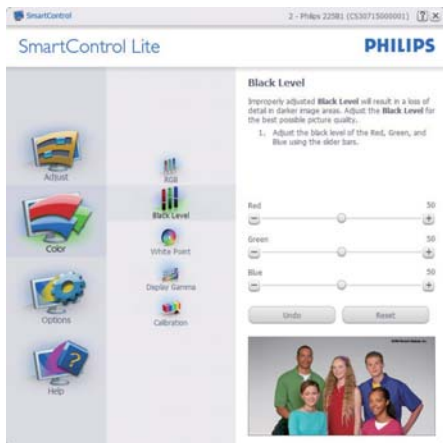 SmartControl
2 - Philips 225B1 (CS30715000001)
SmartControl Lite
PHILIPS
Adjust
Color
Options
Help
RGB
Black Level
White Point
Display Gamma
Calibration
Black Level
Improperly adjusted Black Level will result in a loss of
detail in darker image areas. Adjust the Black Level for
the best possible picture quality.
1. Adjust the black level of the Red, Green, and
Blue using the slider bars.
Red 50
Green 50
Blue 50
Undo Reset